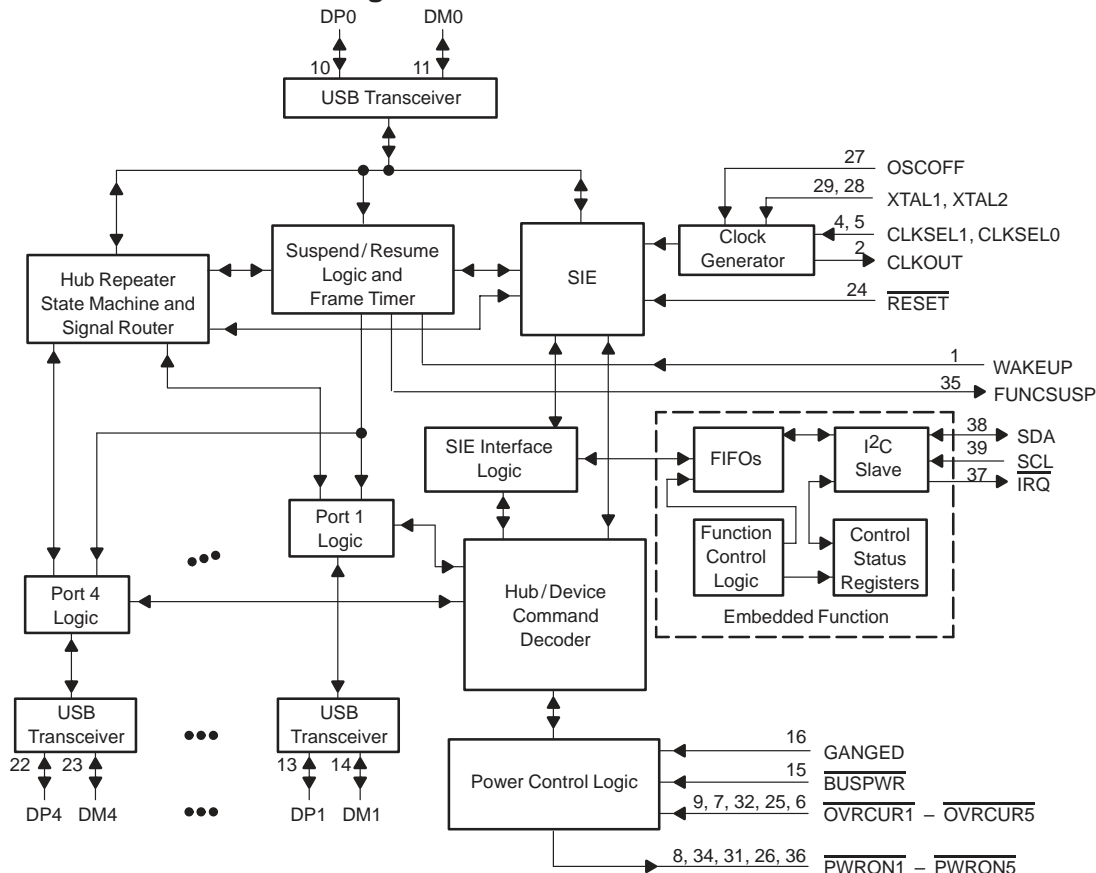 DP0 DM0
10 11
USB Transceiver
27 OSCOFF
29, 28 XTAL1, XTAL2
4, 5 CLKSEL1, CLKSEL0
2 CLKOUT
24 RESET
Clock
Generator
SIE
Suspend/Resume
Logic and
Frame Timer
Hub Repeater
State Machine and
Signal Router
1 WAKEUP
35 FUNCSUSP
SIE Interface
Logic
FIFOs
I2C
Slave
38 SDA
39 SCL
37 IRQ
Function
Control
Logic
Control
Status
Registers
Embedded Function
Port 1
Logic
Port 4
Logic
Hub/Device
Command
Decoder
USB
Transceiver
USB
Transceiver
22 23 13 14
DP4 DM4 DP1 DM1
Power Control Logic
16 GANGED
15 BUSPWR
9, 7, 32, 25, 6 OVRCUR1 – OVRCUR5
8, 34, 31, 26, 36 PWRON1 – PWRON5